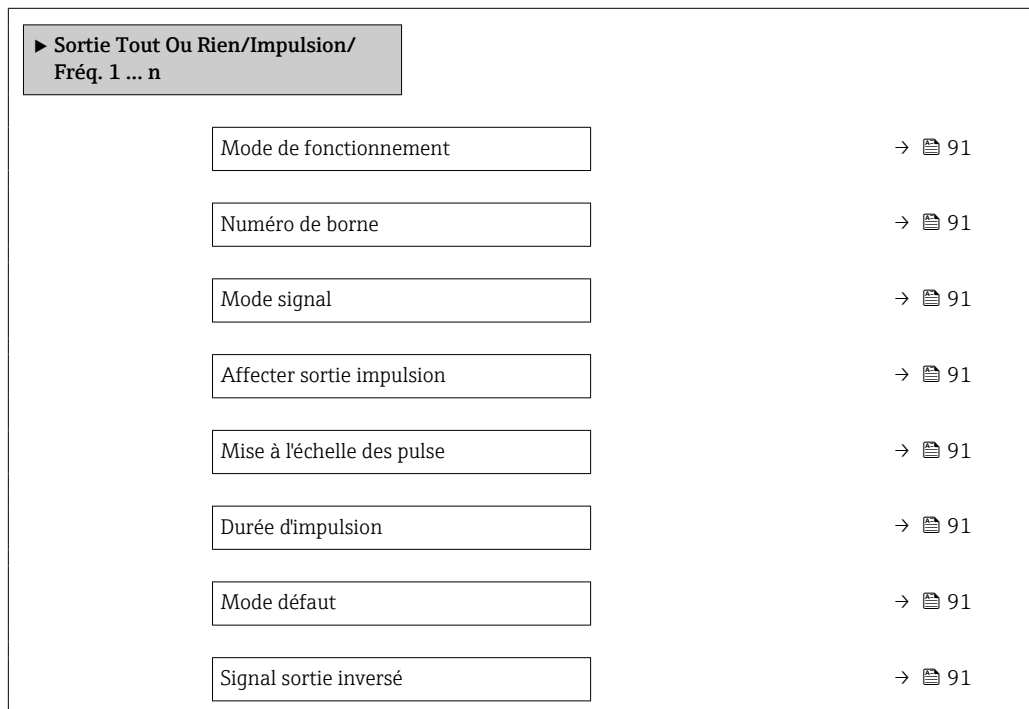 ► Sortie Tout Ou Rien/Impulsion/
Fréq. 1 ... n
Mode de fonctionnement → 91
Numéro de borne → 91
Mode signal → 91
Affecter sortie impulsion → 91
Mise à l'échelle des pulse → 91
Durée d'impulsion → 91
Mode défaut → 91
Signal sortie inversé → 91